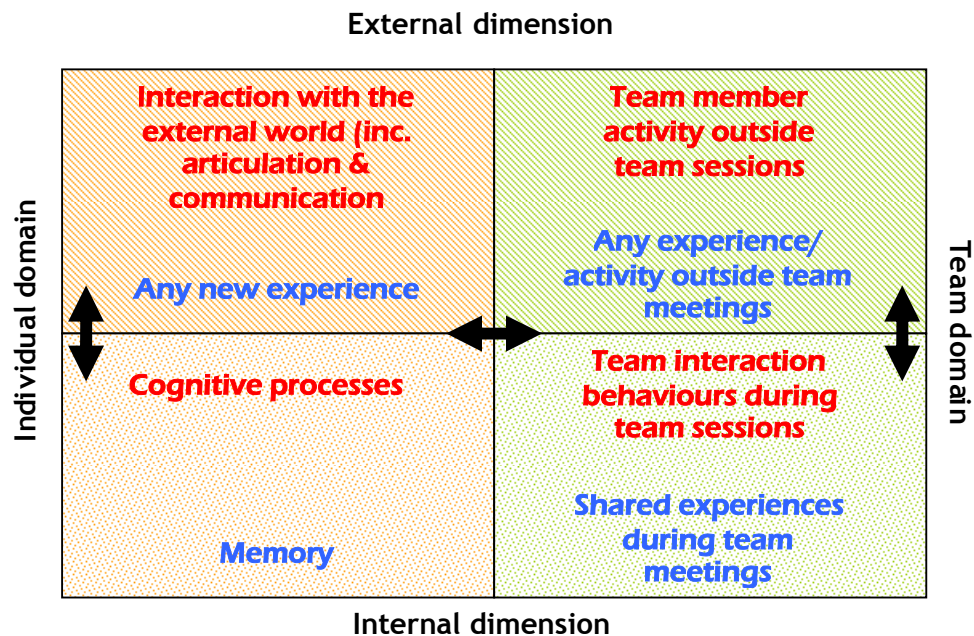 External dimension
Interaction with the
external world (inc.
articulation &
communication
Any new experience
Team member
activity outside
team sessions
Any experience/
activity outside team
meetings
Individual domain
Team domain
Cognitive processes
Memory
Team interaction
behaviours during
team sessions
Shared experiences
during team
meetings
Internal dimension